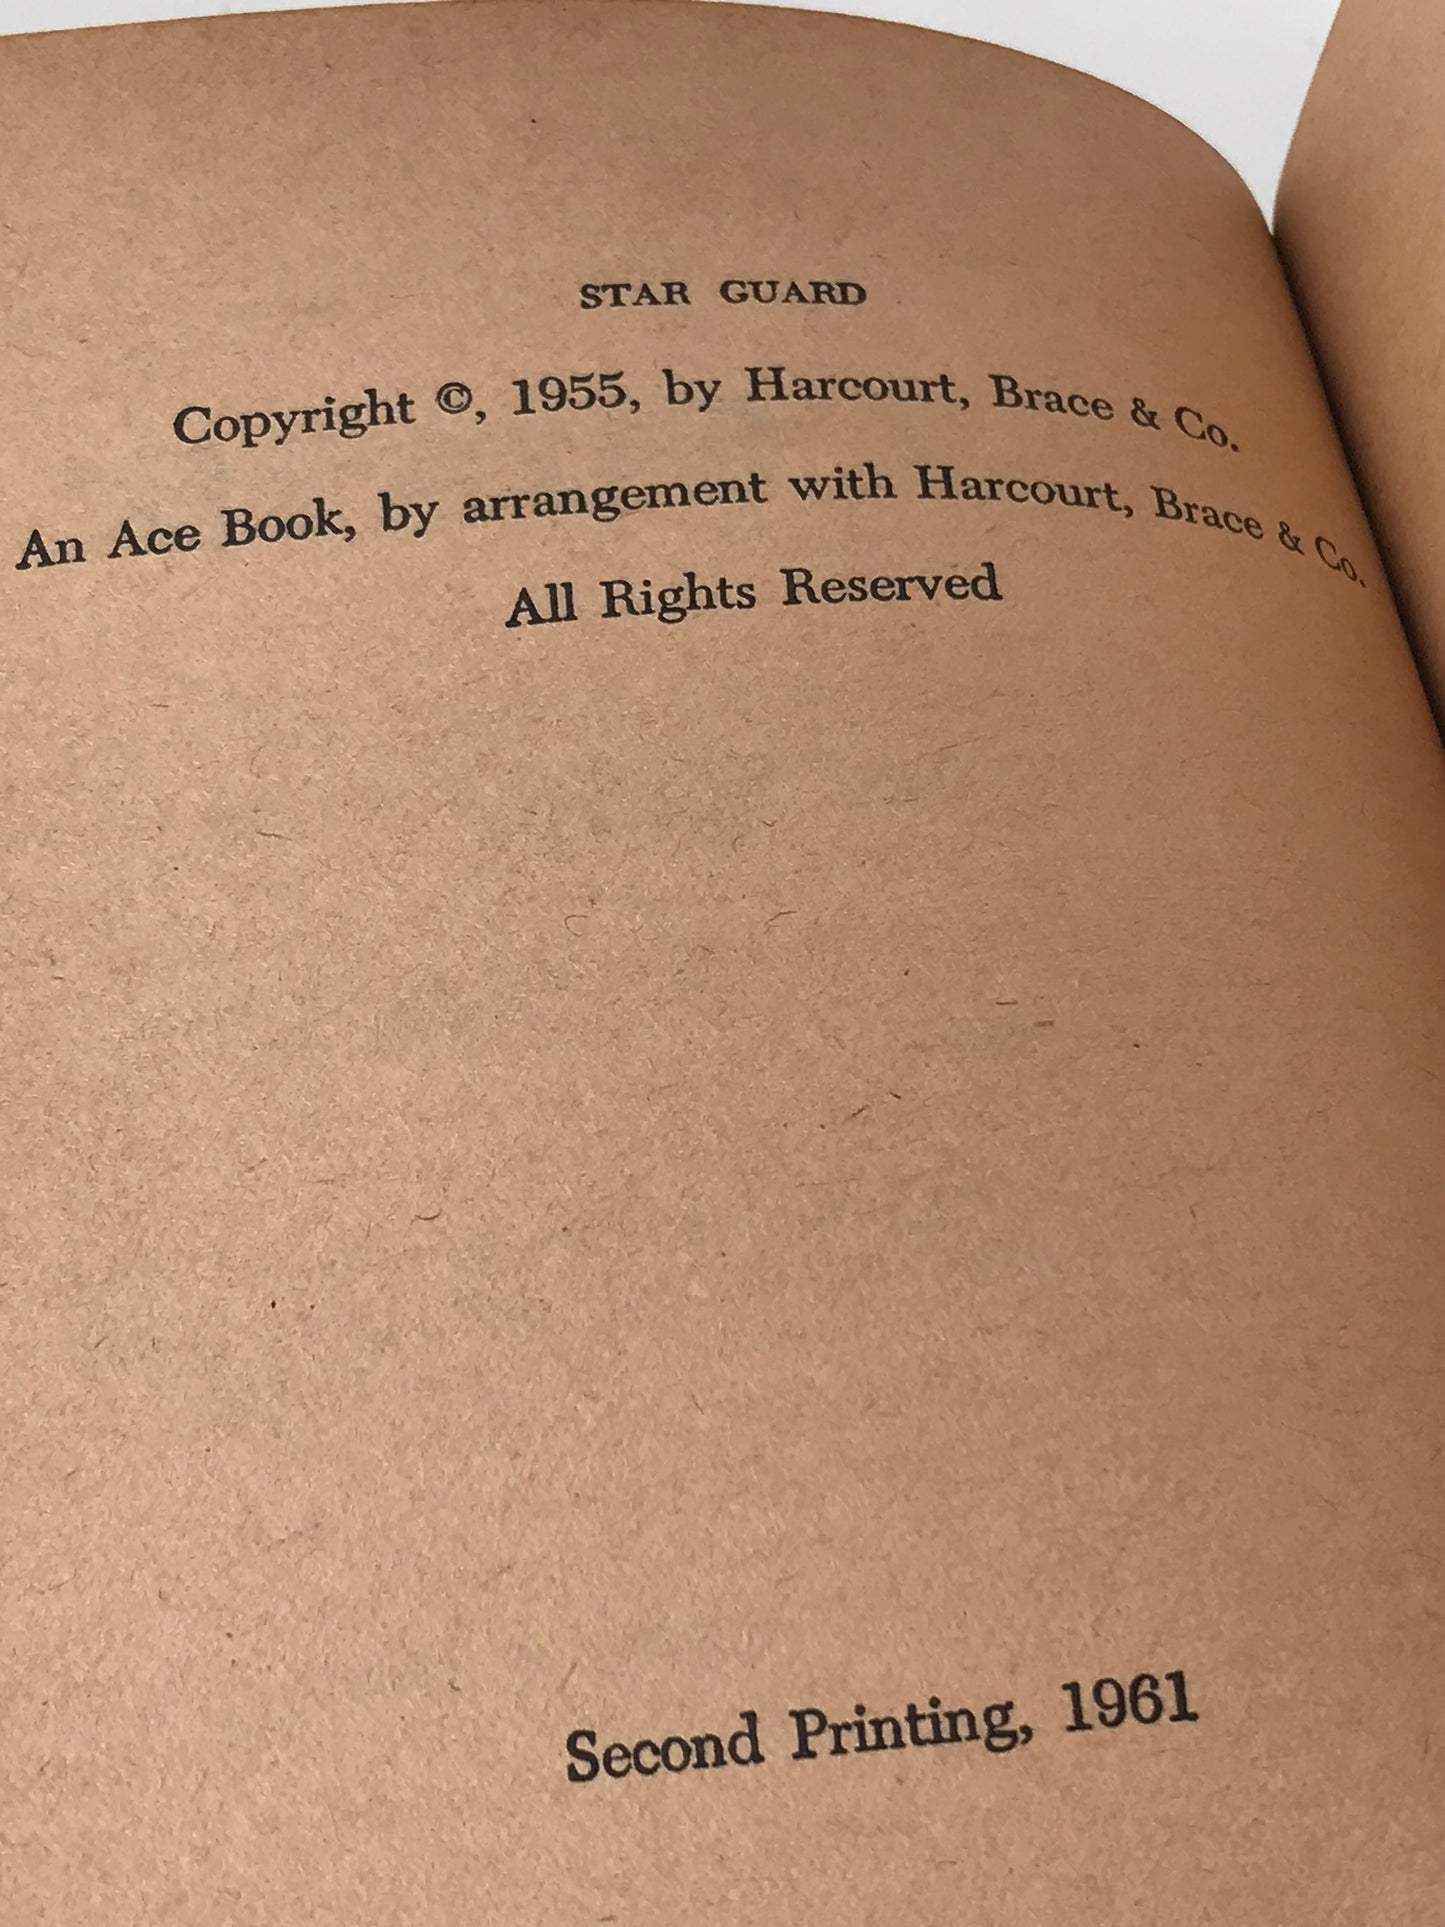 STAR GUARD
Copyright ©, 1955, by Harcourt, Brace & Co.
An Ace Book, by arrangement with Harcourt, Brace & Co.
All Rights Reserved
Second Printing, 1961